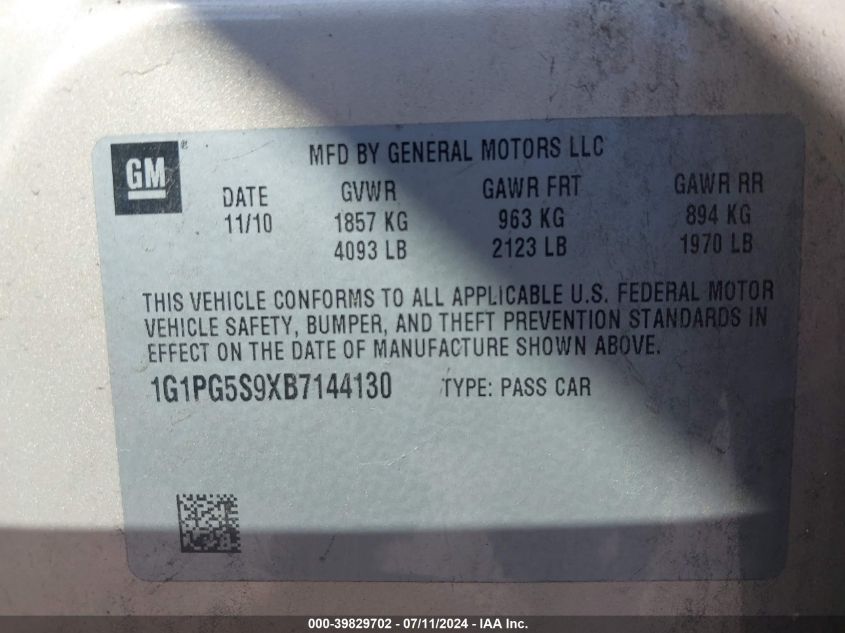 GM ®
MFD BY GENERAL MOTORS LLC
DATE GVWR GAWR FRT GAWR RR
11/10 1857 KG 963 KG 894 KG
4093 LB 2123 LB 1970 LB
THIS VEHICLE CONFORMS TO ALL APPLICABLE U.S. FEDERAL MOTOR
VEHICLE SAFETY, BUMPER, AND THEFT PREVENTION STANDARDS IN
EFFECT ON THE DATE OF MANUFACTURE SHOWN ABOVE.
1G1PG5S9XB7144130 TYPE: PASS CAR
000-39829702 - 07/11/2024 - IAA Inc.